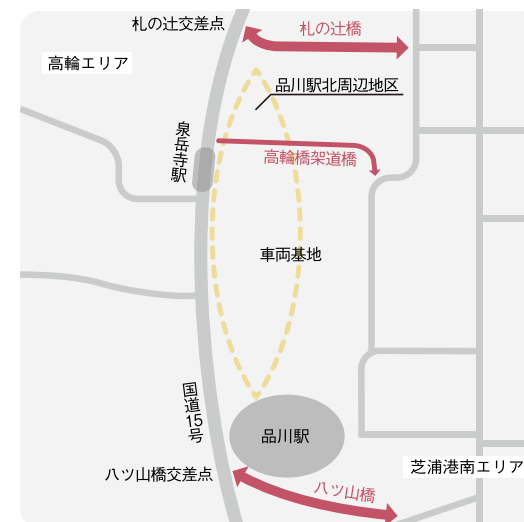 札の辻交差点
札の辻橋
高輪エリア
品川駅北周辺地区
泉岳寺駅
高輪橋架道橋
車両基地
国道15号
品川駅
芝浦港南エリア
八ツ山橋交差点
八ツ山橋